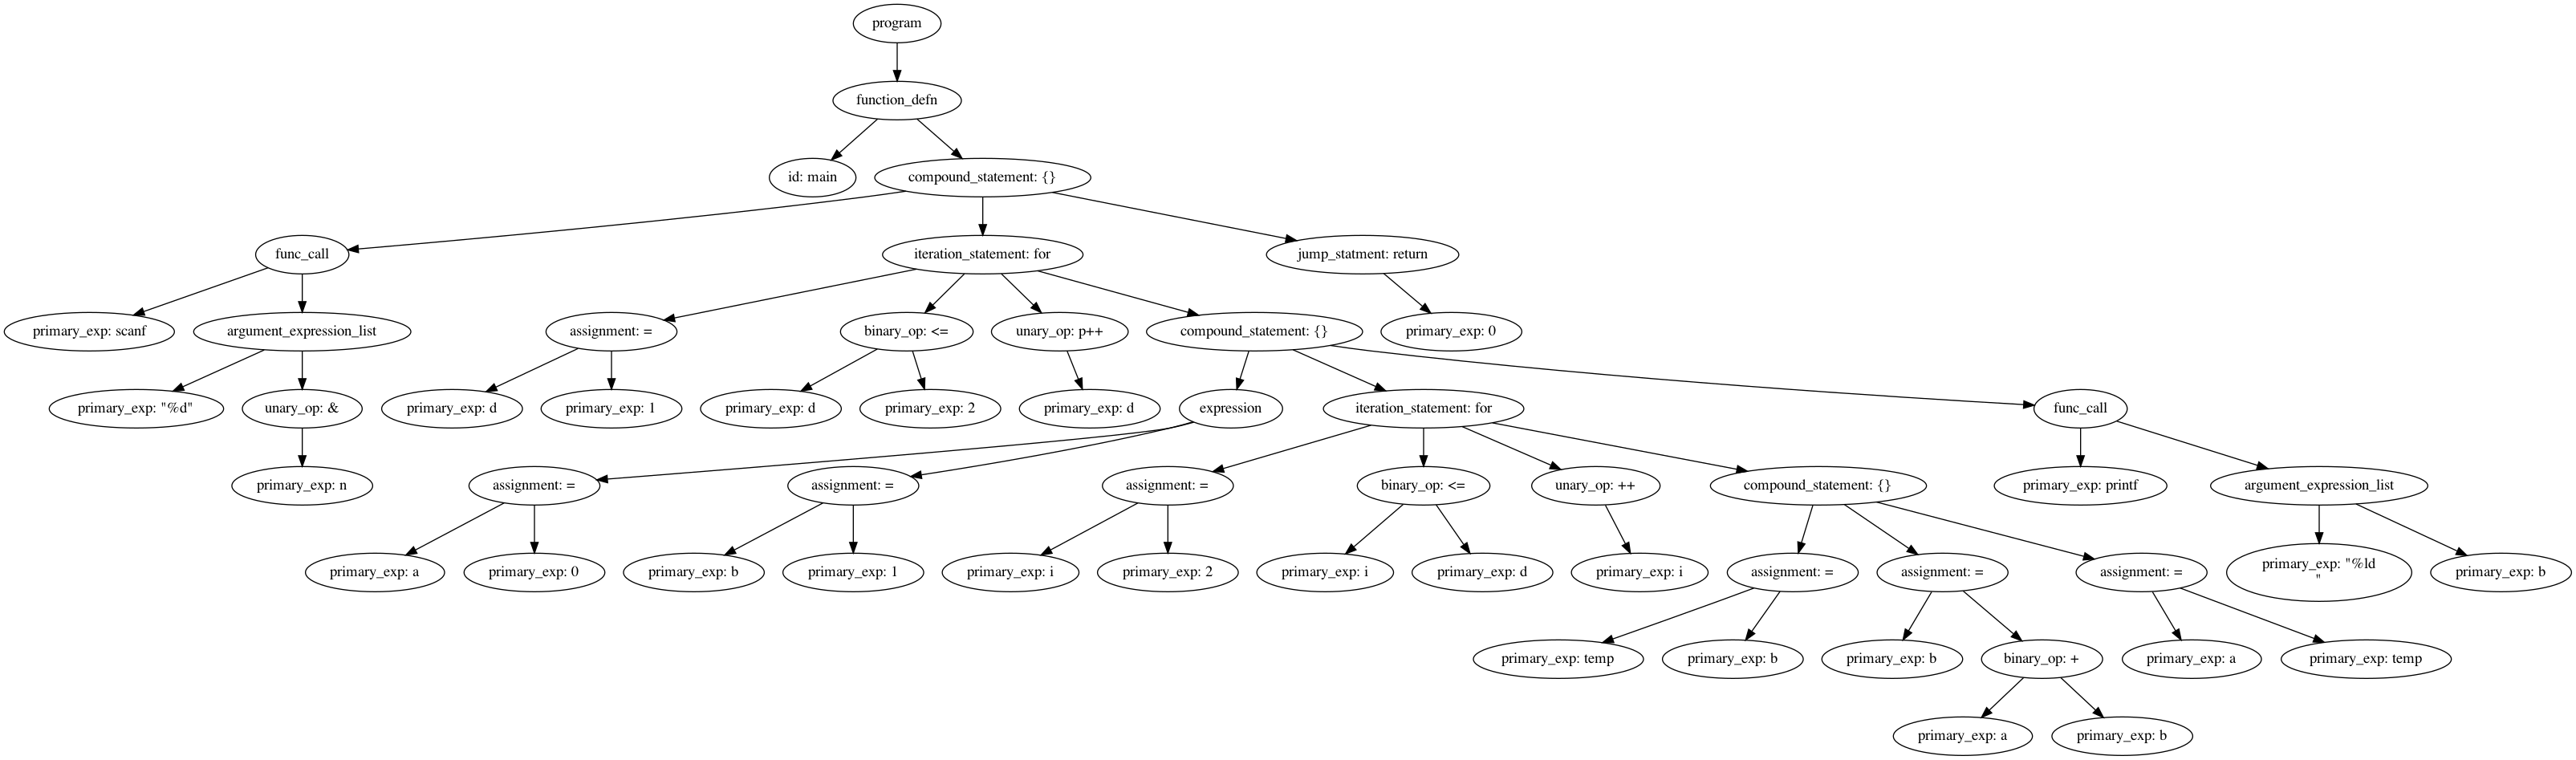 program
function_defn
id: main
compound_statement: {}
func_call
iteration_statement: for
jump_statment: return
primary_exp: scanf
argument_expression_list
assignment: =
binary_op: <=
unary_op: p++
compound_statement: {}
primary_exp: 0
primary_exp: "%d"
unary_op: &
primary_exp: d
primary_exp: 1
primary_exp: d
primary_exp: 2
primary_exp: d
expression
iteration_statement: for
func_call
primary_exp: n
assignment: =
assignment: =
assignment: =
binary_op: <=
unary_op: ++
compound_statement: {}
primary_exp: printf
argument_expression_list
primary_exp: a
primary_exp: 0
primary_exp: b
primary_exp: 1
primary_exp: i
primary_exp: 2
primary_exp: i
primary_exp: d
primary_exp: i
assignment: =
assignment: =
assignment: =
primary_exp: "%ld
"
primary_exp: b
primary_exp: temp
primary_exp: b
primary_exp: b
binary_op: +
primary_exp: a
primary_exp: temp
primary_exp: a
primary_exp: b